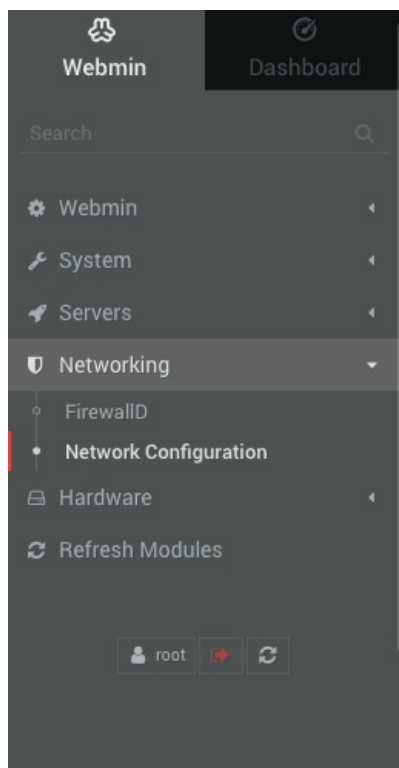 Webmin
Dashboard
Search
Webmin
System
Servers
Networking
FirewallD
Network Configuration
Hardware
Refresh Modules
root